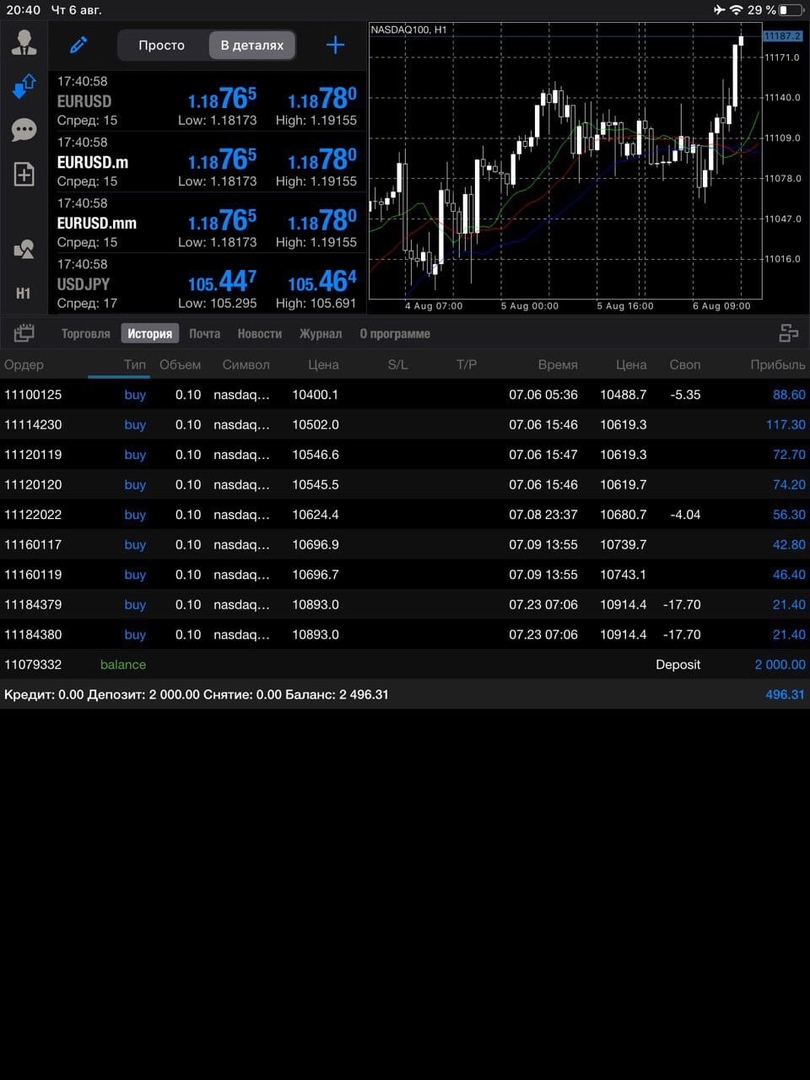 20:40 Чт 6 авг. 29 %
Просто В деталях
17:40:58
EURUSD 1.18765 1.18780
Спред: 15 Low: 1.18173 High: 1.19155
17:40:58
EURUSD.m 1.18765 1.18780
Спред: 15 Low: 1.18173 High: 1.19155
17:40:58
EURUSD.mm 1.18765 1.18780
Спред: 15 Low: 1.18173 High: 1.19155
17:40:58
USDJPY 105.447 105.464
Спред: 17 Low: 105.295 High: 105.691
H1
NASDAQ100, H1
11187.2
11171.0
11140.0
11109.0
11078.0
11047.0
11016.0
4 Aug 07:00 5 Aug 00:00 5 Aug 16:00 6 Aug 09:00
Торговля История Почта Новости Журнал О программе
Ордер Тип Объем Символ Цена S/L T/P Время Цена Своп Прибыль
11100125 buy 0.10 nasdaq... 10400.1 07.06 05:36 10488.7 -5.35 88.60
11114230 buy 0.10 nasdaq... 10502.0 07.06 15:46 10619.3 117.30
11120119 buy 0.10 nasdaq... 10546.6 07.06 15:47 10619.3 72.70
11120120 buy 0.10 nasdaq... 10545.5 07.06 15:46 10619.7 74.20
11122022 buy 0.10 nasdaq... 10624.4 07.08 23:37 10680.7 -4.04 56.30
11160117 buy 0.10 nasdaq... 10696.9 07.09 13:55 10739.7 42.80
11160119 buy 0.10 nasdaq... 10696.7 07.09 13:55 10743.1 46.40
11184379 buy 0.10 nasdaq... 10893.0 07.23 07:06 10914.4 -17.70 21.40
11184380 buy 0.10 nasdaq... 10893.0 07.23 07:06 10914.4 -17.70 21.40
11079332 balance Deposit 2 000.00
Кредит: 0.00 Депозит: 2 000.00 Снятие: 0.00 Баланс: 2 496.31 496.31